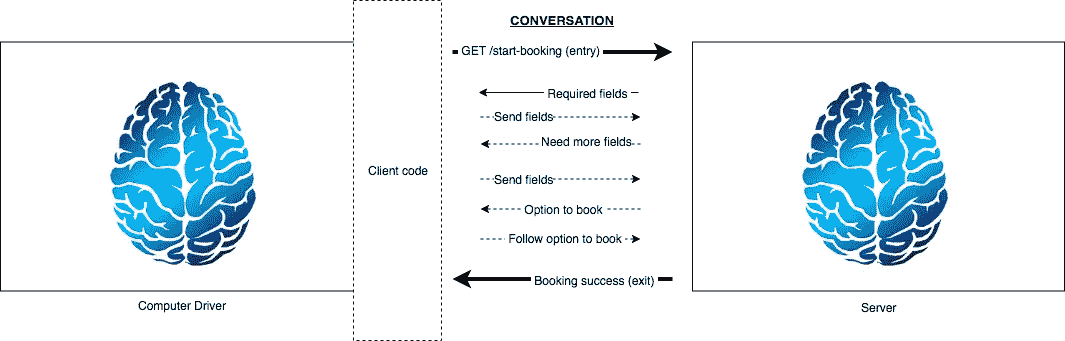 CONVERSATION
GET /start-booking (entry)
Required fields
Send fields
Need more fields
Client code
Send fields
Option to book
Follow option to book
Booking success (exit)
Computer Driver
Server